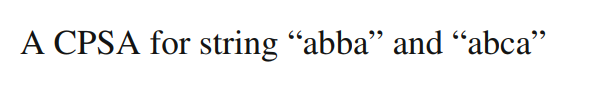 A CPSA for string “abba” and “abca”